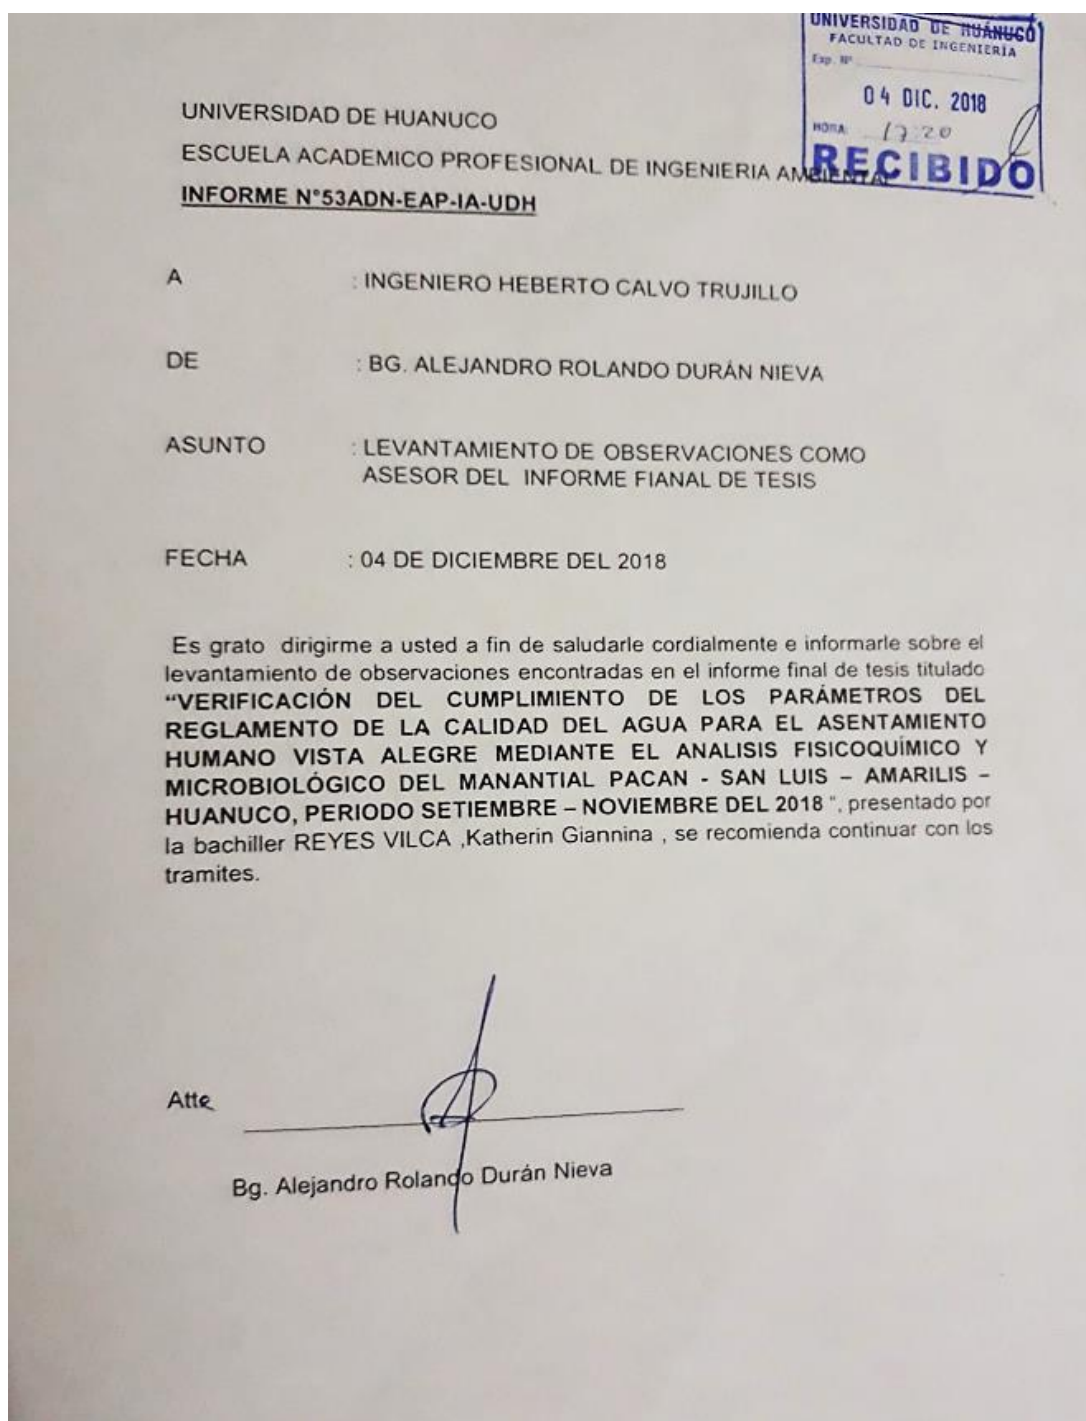 UNIVERSIDAD DE HUÁNUCO
FACULTAD DE INGENIERÍA
Exp. N°
04 DIC. 2018
HORA: 17:20
RECIBIDO
UNIVERSIDAD DE HUANUCO
ESCUELA ACADEMICO PROFESIONAL DE INGENIERIA AMBIENTAL
INFORME N°53ADN-EAP-IA-UDH
A : INGENIERO HEBERTO CALVO TRUJILLO
DE : BG. ALEJANDRO ROLANDO DURÁN NIEVA
ASUNTO : LEVANTAMIENTO DE OBSERVACIONES COMO
ASESOR DEL INFORME FIANAL DE TESIS
FECHA : 04 DE DICIEMBRE DEL 2018
Es grato dirigirme a usted a fin de saludarle cordialmente e informarle sobre el
levantamiento de observaciones encontradas en el informe final de tesis titulado
“VERIFICACIÓN DEL CUMPLIMIENTO DE LOS PARÁMETROS DEL
REGLAMENTO DE LA CALIDAD DEL AGUA PARA EL ASENTAMIENTO
HUMANO VISTA ALEGRE MEDIANTE EL ANALISIS FISICOQUÍMICO Y
MICROBIOLÓGICO DEL MANANTIAL PACAN - SAN LUIS – AMARILIS –
HUANUCO, PERIODO SETIEMBRE – NOVIEMBRE DEL 2018 “, presentado por
la bachiller REYES VILCA ,Katherin Giannina , se recomienda continuar con los
tramites.
Atte
Bg. Alejandro Rolando Durán Nieva